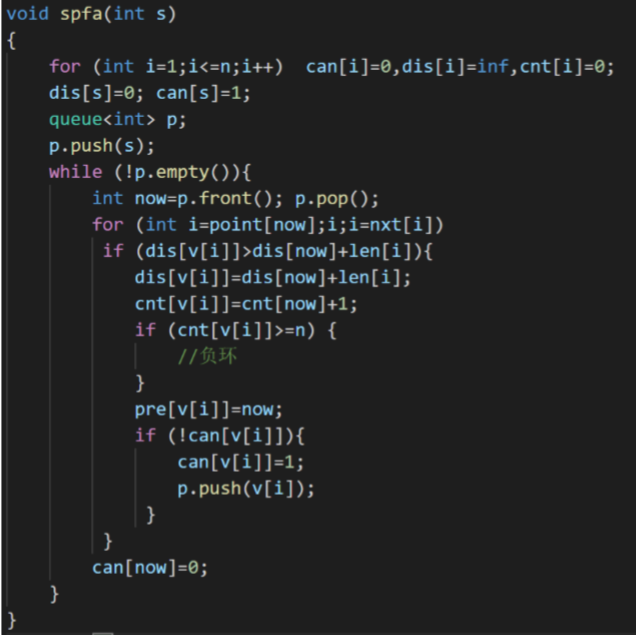 void spfa(int s)
{
    for (int i=1;i<=n;i++)  can[i]=0,dis[i]=inf,cnt[i]=0;
    dis[s]=0; can[s]=1;
    queue<int> p;
    p.push(s);
    while (!p.empty()){
        int now=p.front(); p.pop();
        for (int i=point[now];i;i=nxt[i])
         if (dis[v[i]]>dis[now]+len[i]){
            dis[v[i]]=dis[now]+len[i];
            cnt[v[i]]=cnt[now]+1;
            if (cnt[v[i]]>=n) {
                //负环
            }
            pre[v[i]]=now;
            if (!can[v[i]]){
                can[v[i]]=1;
                p.push(v[i]);
             }
         }
        can[now]=0;
    }
}